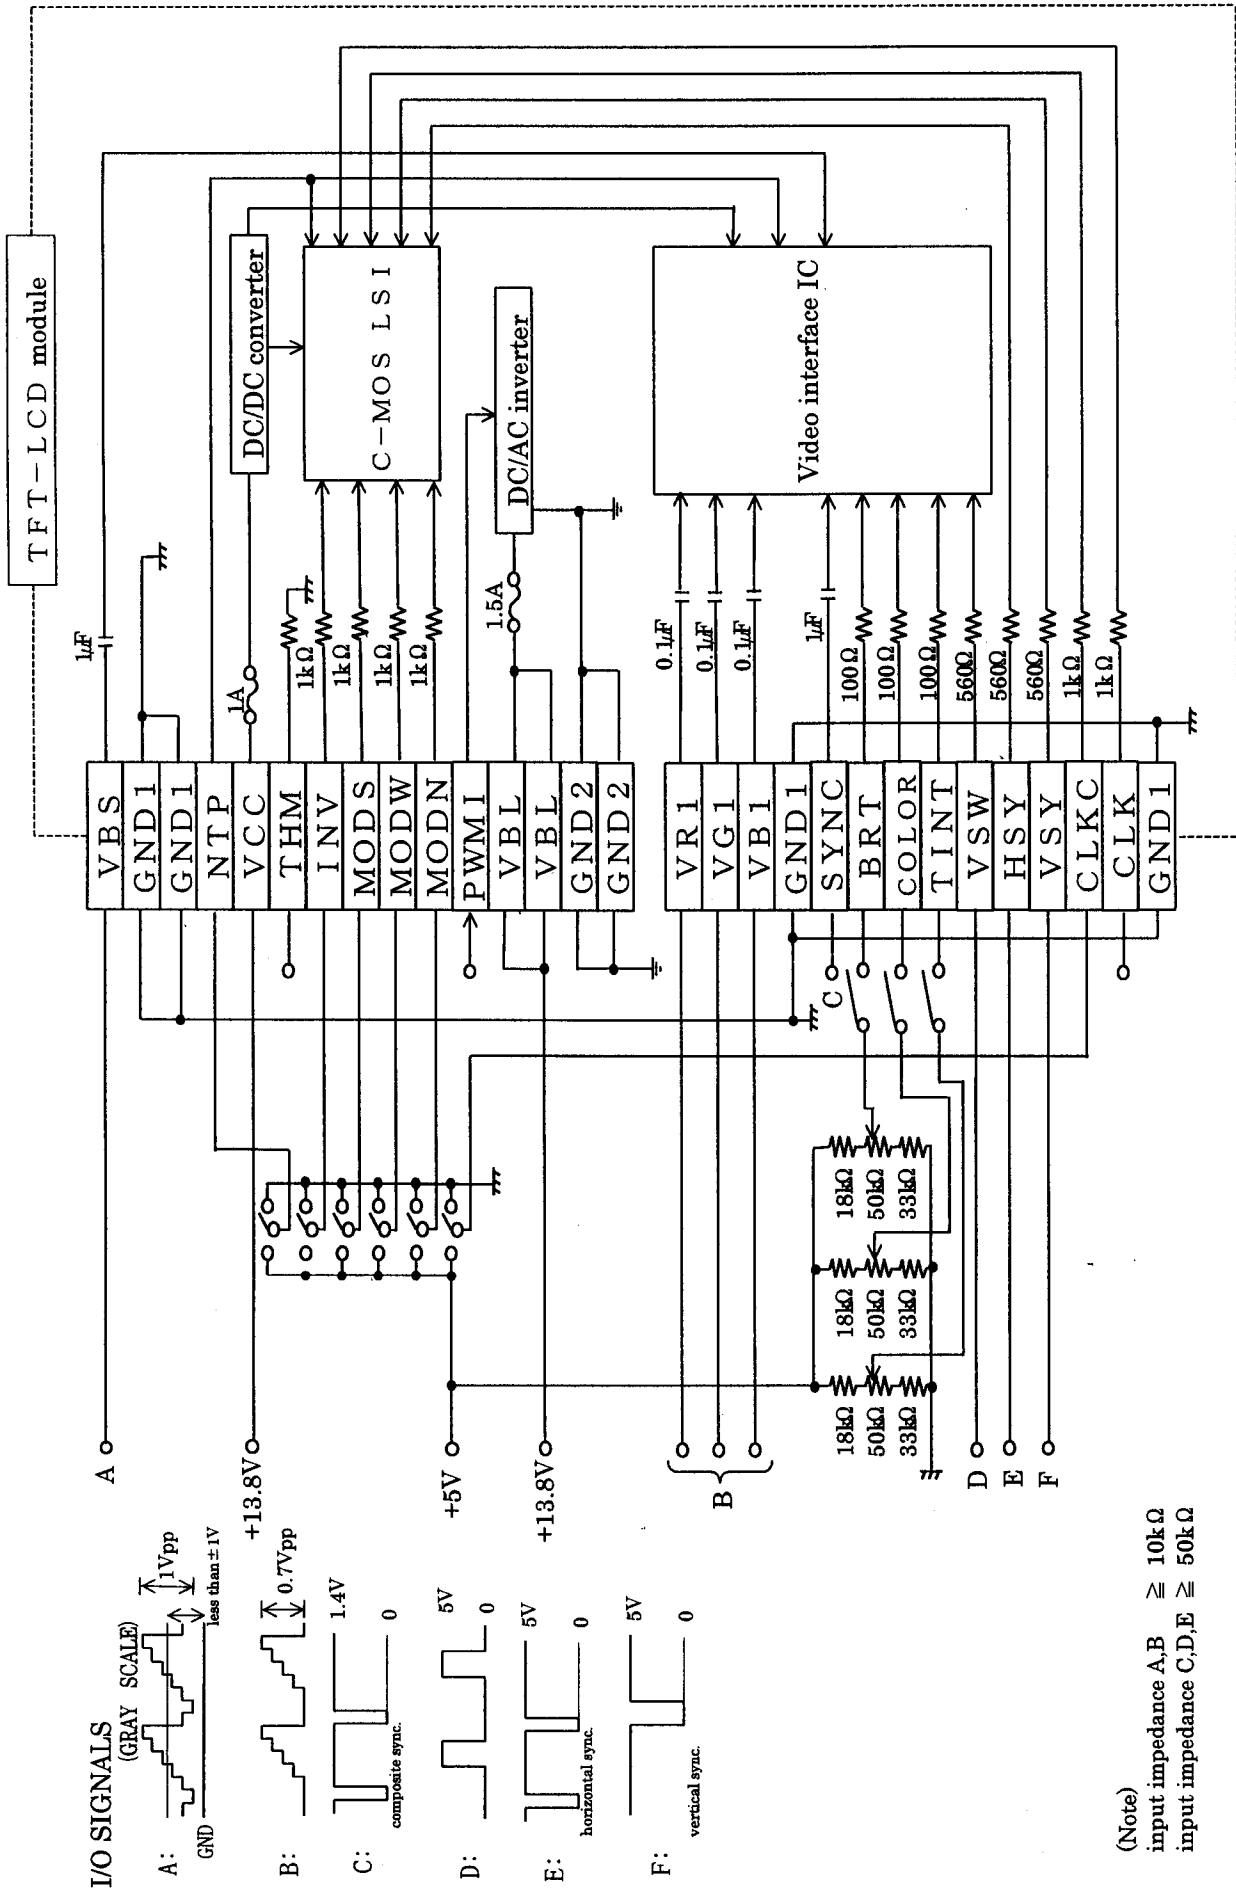 TFT-LCD module
1μF
1A
DC/DC converter
C-MOS LSI
1kΩ
1kΩ
1kΩ
1kΩ
DC/AC inverter
1.5A
Video interface IC
0.1μF
0.1μF
0.1μF
1μF
100Ω
100Ω
100Ω
560Ω
560Ω
560Ω
1kΩ
1kΩ
VBS
GND1
GND1
NTP
VCC
THM
INV
MODS
MODW
MODN
PWMI
VBL
VBL
GND2
GND2
VR1
VG1
VB1
GND1
SYNC
BRT
COLOR
TINT
VSW
HSY
VSY
CLKC
CLK
GND1
C
18kΩ
50kΩ
33kΩ
18kΩ
50kΩ
33kΩ
18kΩ
50kΩ
33kΩ
A
+13.8V
+5V
+13.8V
B
D
E
F
I/O SIGNALS
(GRAY SCALE)
A:
GND
1Vpp
less than±1V
B:
0.7Vpp
C:
1.4V
0
composite sync.
D:
5V
0
E:
5V
0
horizontal sync.
F:
5V
0
vertical sync.
(Note)
input impedance A,B ≧ 10kΩ
input impedance C,D,E ≧ 50kΩ